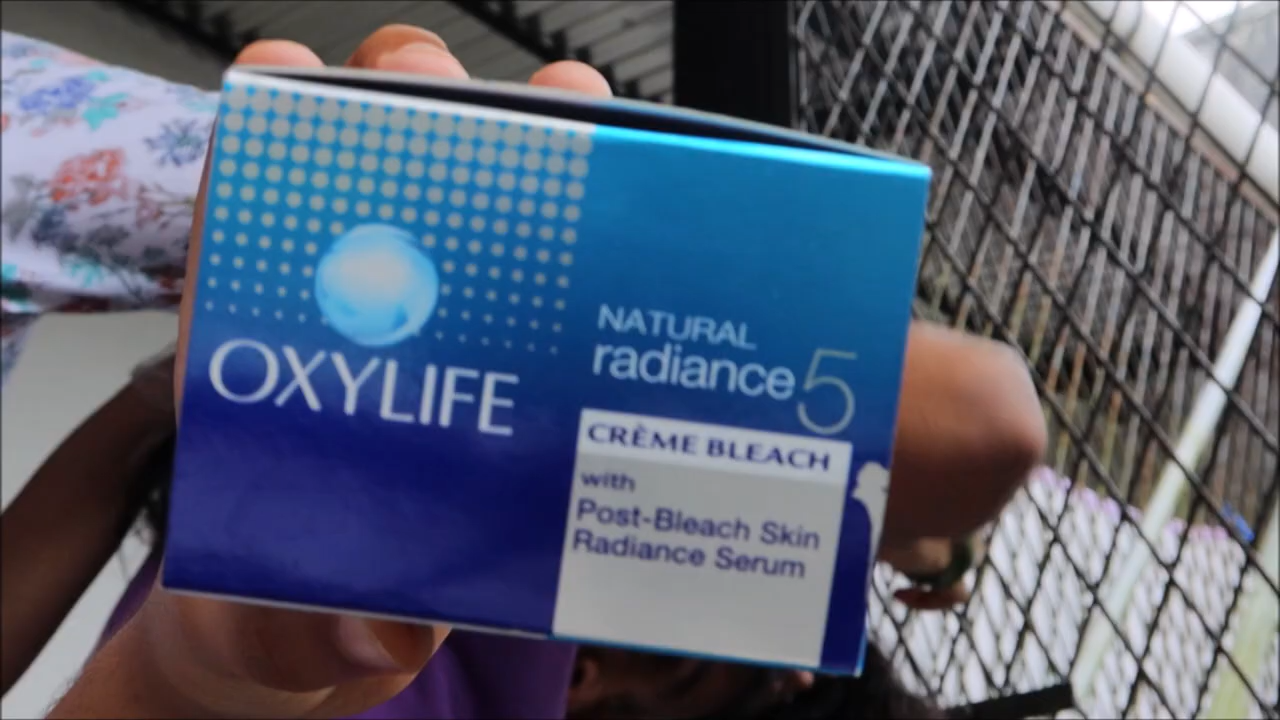 OXYLIFE
NATURAL
radiance 5
CRÈME BLEACH
with
Post-Bleach Skin
Radiance Serum